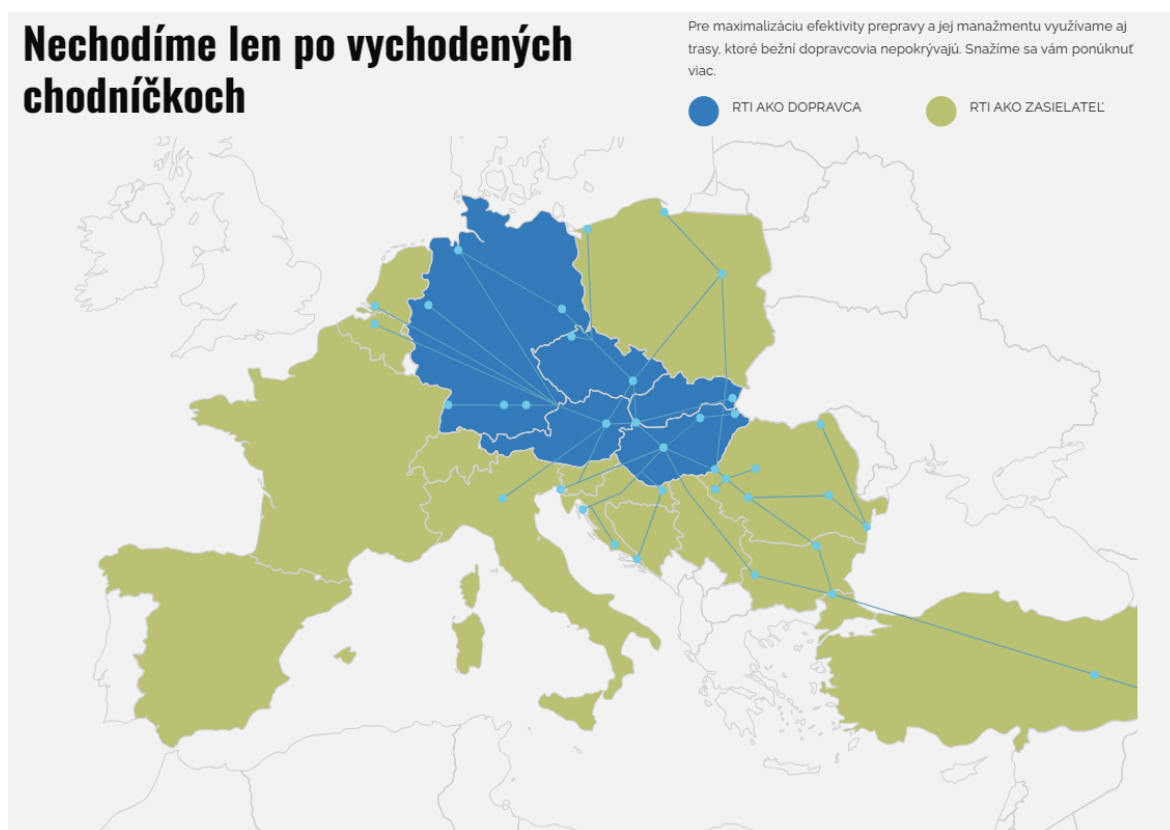 Nechodíme len po vychodených
chodníčkoch
Pre maximalizáciu efektivity prepravy a jej manažmentu využívame aj
trasy, ktoré bežní dopravcovia nepokrývajú. Snažíme sa vám ponúknuť
viac.
RTI AKO DOPRAVCA
RTI AKO ZASIELATEĽ